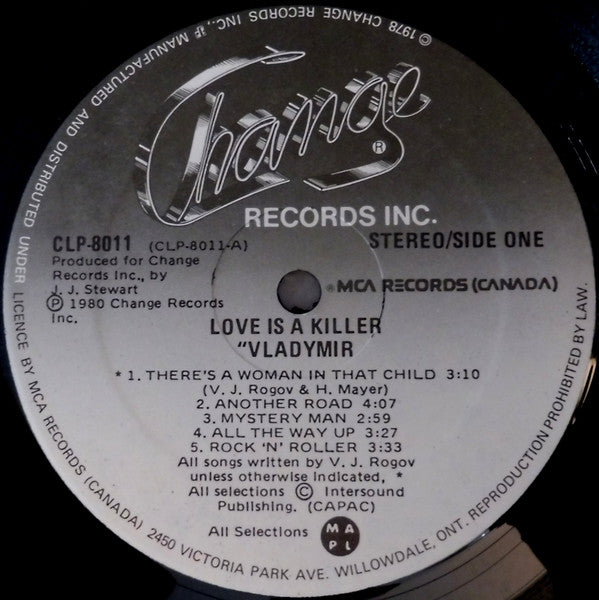 Change ®
RECORDS INC.
CLP-8011 (CLP-8011-A)
STEREO/SIDE ONE
Produced for Change
Records Inc., by
J. J. Stewart
Ⓟ 1980 Change Records
Inc.
®MCA RECORDS (CANADA)
LOVE IS A KILLER
"VLADYMIR
* 1. THERE'S A WOMAN IN THAT CHILD 3:10
(V. J. Rogov & H. Mayer)
2. ANOTHER ROAD 4:07
3. MYSTERY MAN 2:59
4. ALL THE WAY UP 3:27
5. ROCK 'N' ROLLER 3:33
All songs written by V. J. Rogov
unless otherwise indicated, *
All selections © Intersound
Publishing. (CAPAC)
All Selections
M A
P L
© 1978 CHANGE RECORDS INC.,
MANUFACTURED AND DISTRIBUTED UNDER LICENCE BY MCA RECORDS (CANADA) 2450 VICTORIA PARK AVE. WILLOWDALE, ONT. REPRODUCTION PROHIBITED BY LAW.